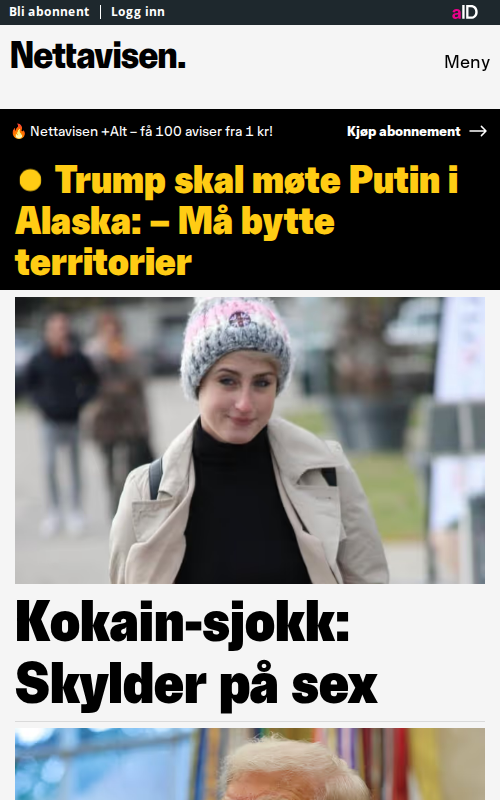 Bli abonnent | Logg inn
aID
Nettavisen.
Meny
🔥 Nettavisen +Alt – få 100 aviser fra 1 kr!
Kjøp abonnement →
Trump skal møte Putin i
Alaska: – Må bytte
territorier
Kokain-sjokk:
Skylder på sex